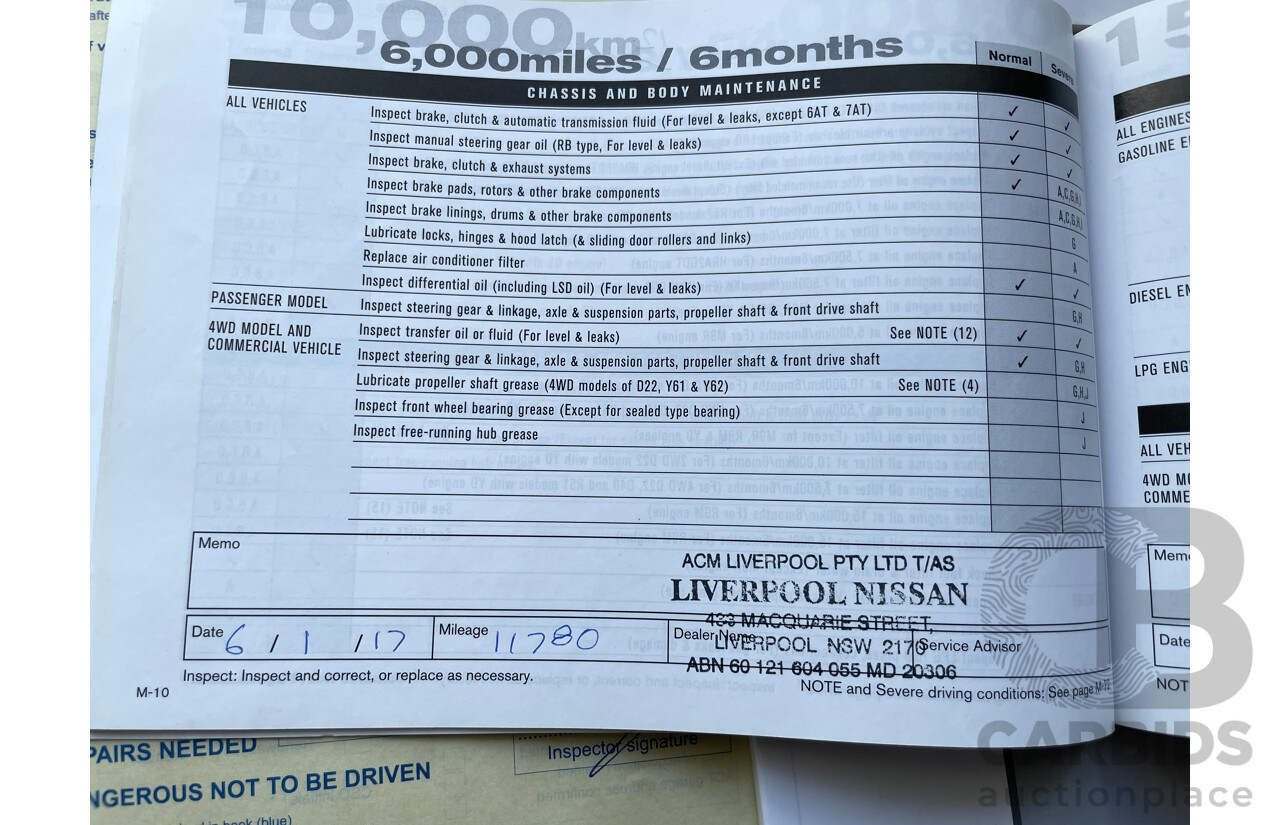 afte
10,000km
6,000miles / 6months
Normal
Severe
CHASSIS AND BODY MAINTENANCE
ALL VEHICLES
Inspect brake, clutch & automatic transmission fluid (For level & leaks, except 6AT & 7AT) ✓ ✓
Inspect manual steering gear oil (RB type, For level & leaks) ✓ ✓
Inspect brake, clutch & exhaust systems ✓ ✓
Inspect brake pads, rotors & other brake components ✓ A,C,G,H,I
Inspect brake linings, drums & other brake components A,C,G,H,I
Lubricate locks, hinges & hood latch (& sliding door rollers and links) G
Replace air conditioner filter A
Inspect differential oil (including LSD oil) (For level & leaks) ✓ ✓
PASSENGER MODEL
Inspect steering gear & linkage, axle & suspension parts, propeller shaft & front drive shaft G,H
4WD MODEL AND
COMMERCIAL VEHICLE
Inspect transfer oil or fluid (For level & leaks) See NOTE (12) ✓ ✓
Inspect steering gear & linkage, axle & suspension parts, propeller shaft & front drive shaft ✓ G,H
Lubricate propeller shaft grease (4WD models of D22, Y61 & Y62) See NOTE (4) G,H,J
Inspect front wheel bearing grease (Except for sealed type bearing) J
Inspect free-running hub grease J
Memo
ACM LIVERPOOL PTY LTD T/AS
LIVERPOOL NISSAN
433 MACQUARIE STREET,
LIVERPOOL NSW 2170
ABN 60 121 604 055 MD 20306
Date 6 / 1 / 17
Mileage 11780
Dealer Name
Service Advisor
Inspect: Inspect and correct, or replace as necessary.
NOTE and Severe driving conditions: See page
M-10
15
ALL ENGINES
GASOLINE EN
DIESEL EN
LPG ENG
ALL VEH
4WD MO
COMME
Memo
Date
NOT
PAIRS NEEDED
NGEROUS NOT TO BE DRIVEN
Inspector signature
book (blue)
CB
CARBIDS
auctionplace